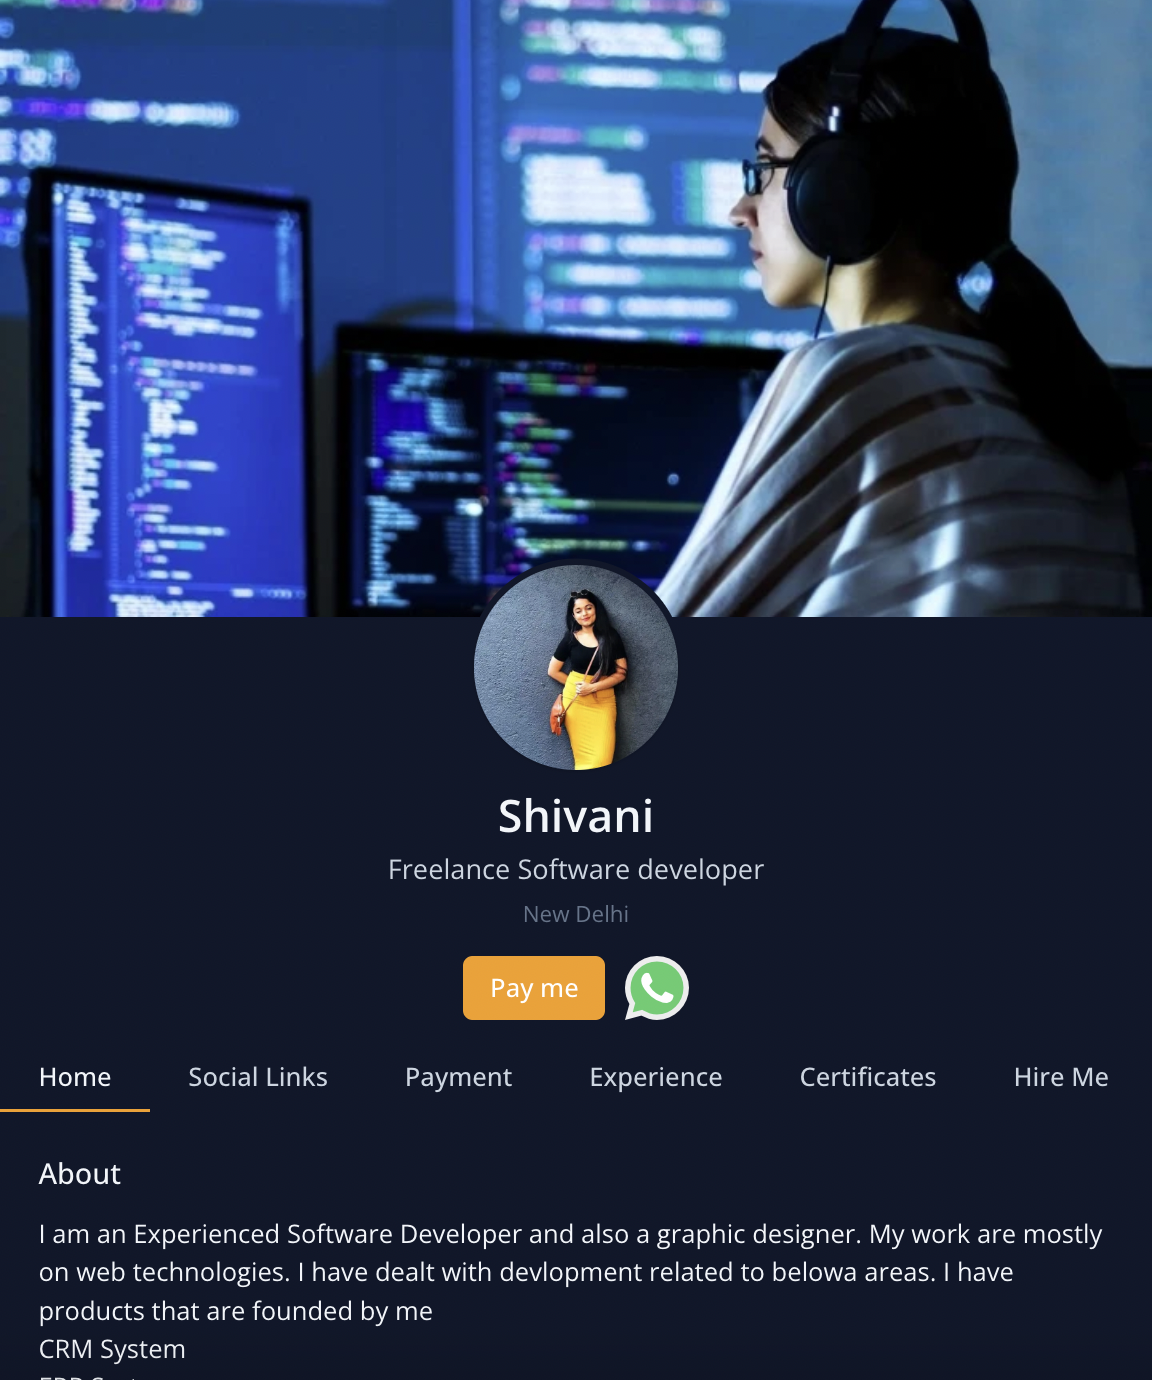 Shivani
Freelance Software developer
New Delhi
Pay me
Home Social Links Payment Experience Certificates Hire Me
About
I am an Experienced Software Developer and also a graphic designer. My work are mostly
on web technologies. I have dealt with devlopment related to belowa areas. I have
products that are founded by me
CRM System